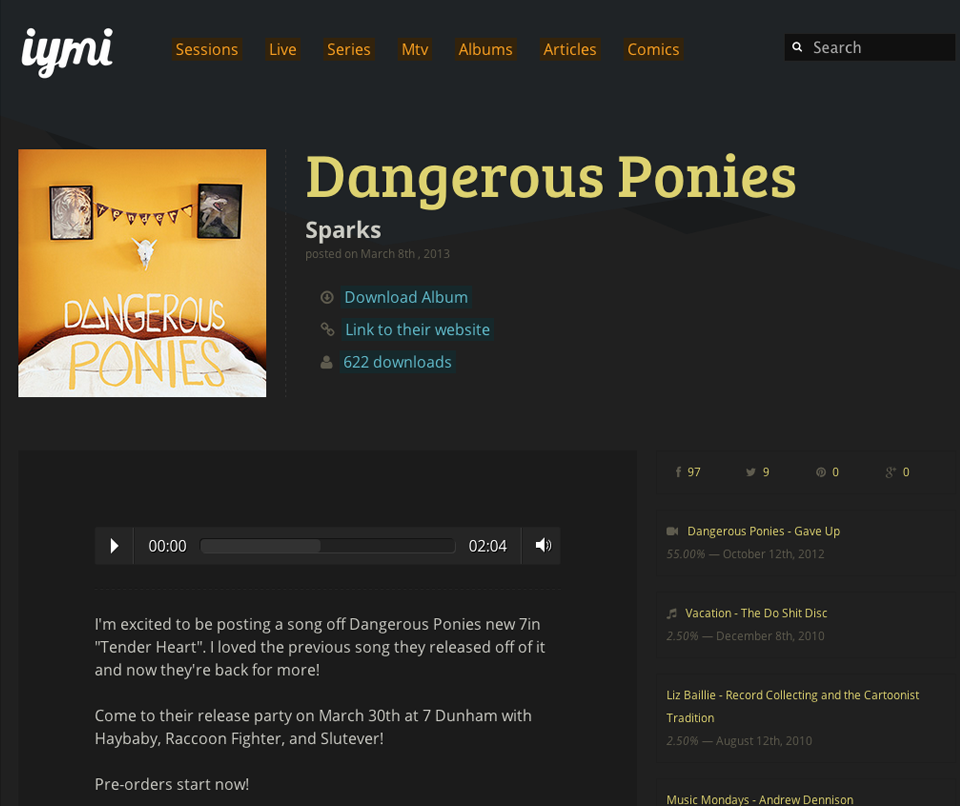 iymi
Sessions Live Series Mtv Albums Articles Comics
Search
tender
DANGEROUS
PONIES
Dangerous Ponies
Sparks
posted on March 8th , 2013
Download Album
Link to their website
622 downloads
97 9 0 0
00:00 02:04
I'm excited to be posting a song off Dangerous Ponies new 7in
"Tender Heart". I loved the previous song they released off of it
and now they're back for more!
Come to their release party on March 30th at 7 Dunham with
Haybaby, Raccoon Fighter, and Slutever!
Pre-orders start now!
Dangerous Ponies - Gave Up
55.00% — October 12th, 2012
Vacation - The Do Shit Disc
2.50% — December 8th, 2010
Liz Baillie - Record Collecting and the Cartoonist
Tradition
2.50% — August 12th, 2010
Music Mondays - Andrew Dennison